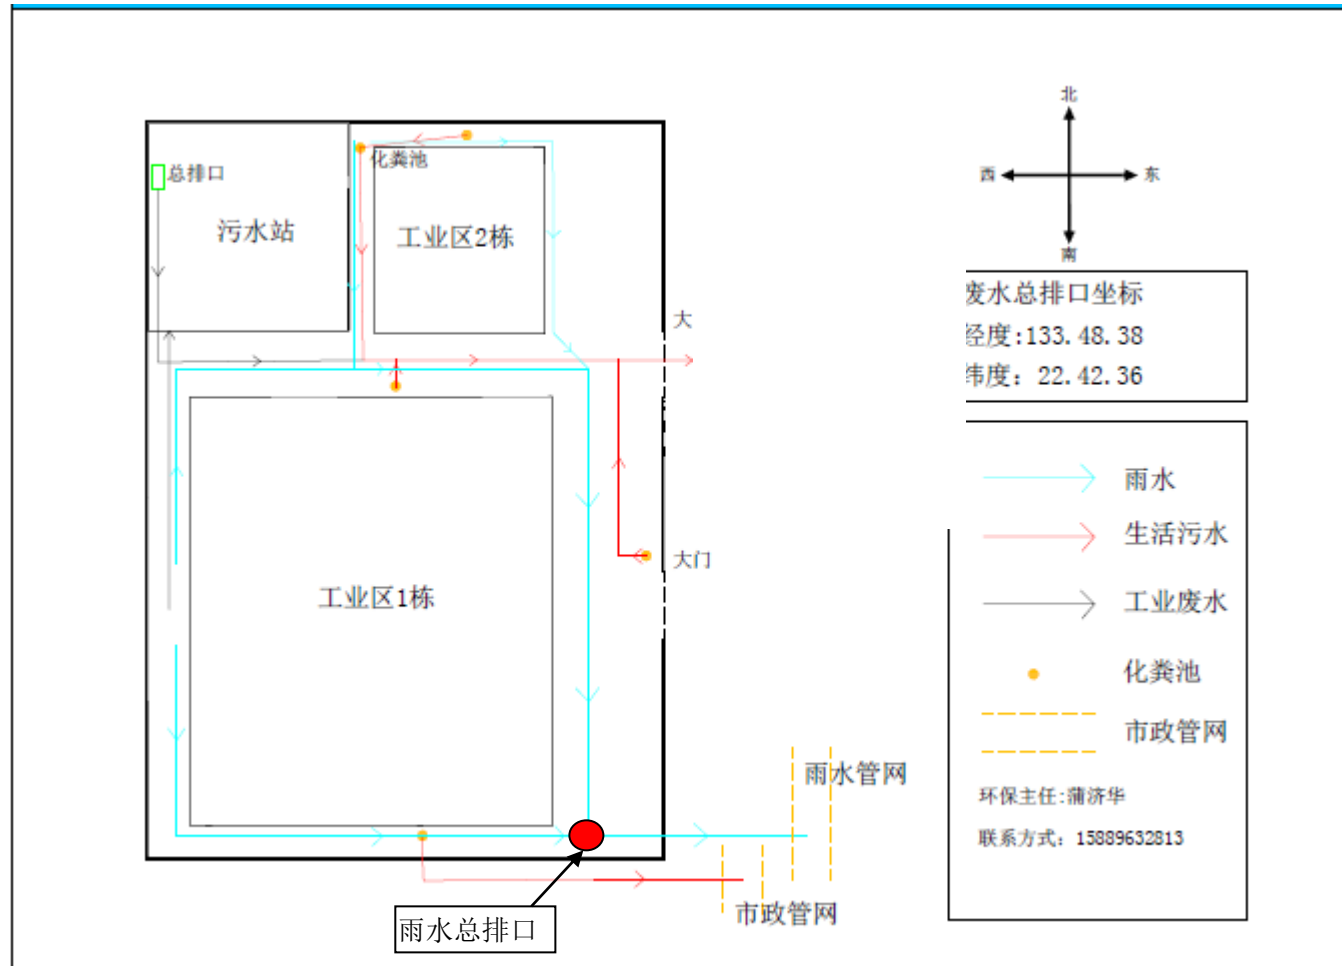 北
西
东
南
总排口
化粪池
污水站
工业区2栋
大
大门
工业区1栋
雨水总排口
雨水管网
市政管网
废水总排口坐标
经度:133.48.38
纬度: 22.42.36
雨水
生活污水
工业废水
化粪池
市政管网
环保主任:蒲济华
联系方式: 15889632813